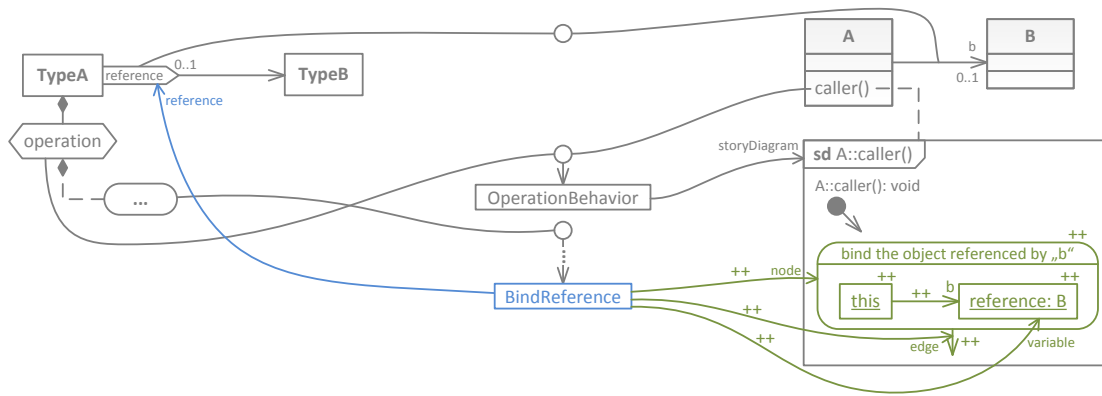 A
B
b
0..1
TypeA
reference
0..1
TypeB
reference
caller()
operation
storyDiagram
sd A::caller()
OperationBehavior
A::caller(): void
...
++
bind the object referenced by „b“
++
node
++
++
b
++
this
reference: B
BindReference
++
++
edge
++
variable